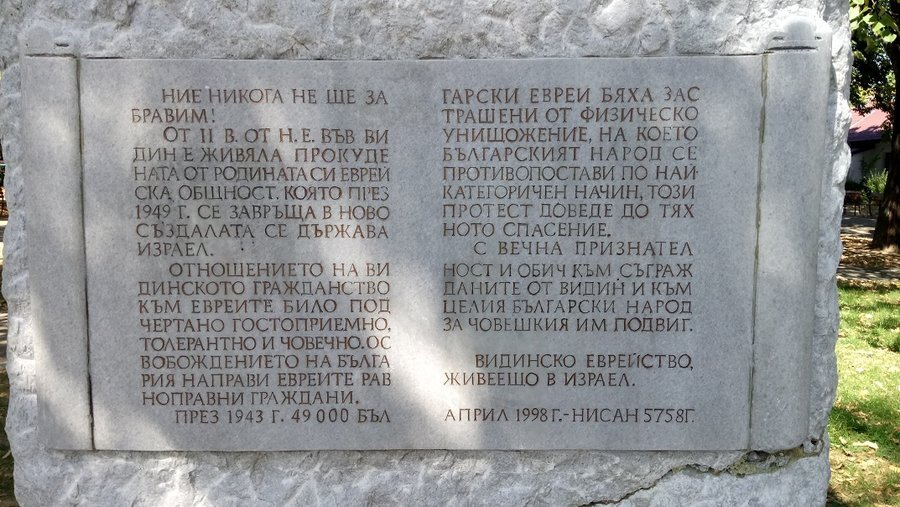 НИЕ НИКОГА НЕ ЩЕ ЗА
БРАВИМ!
ОТ II В. ОТ Н.Е. ВЪВ ВИ
ДИН Е ЖИВЯЛА ПРОКУДЕ
НАТА ОТ РОДИНАТА СИ ЕВРЕЙ
СКА ОБЩНОСТ. КОЯТО ПРЕЗ
1949 Г. СЕ ЗАВРЪЩА В НОВО
СЪЗДАЛАТА СЕ ДЪРЖАВА
ИЗРАЕЛ.
ОТНОШЕНИЕТО НА ВИ
ДИНСКОТО ГРАЖДАНСТВО
КЪМ ЕВРЕИТЕ БИЛО ПОД
ЧЕРТАНО ГОСТОПРИЕМНО,
ТОЛЕРАНТНО И ЧОВЕЧНО. ОС
ВОБОЖДЕНИЕТО НА БЪЛГА
РИЯ НАПРАВИ ЕВРЕИТЕ РАВ
НОПРАВНИ ГРАЖДАНИ.
ПРЕЗ 1943 Г. 49 000 БЪЛ
ГАРСКИ ЕВРЕИ БЯХА ЗАС
ТРАШЕНИ ОТ ФИЗИЧЕСКО
УНИЩОЖЕНИЕ, НА КОЕТО
БЪЛГАРСКИЯТ НАРОД СЕ
ПРОТИВОПОСТАВИ ПО НАЙ-
КАТЕГОРИЧЕН НАЧИН, ТОЗИ
ПРОТЕСТ ДОВЕДЕ ДО ТЯХ
НОТО СПАСЕНИЕ.
С ВЕЧНА ПРИЗНАТЕЛ
НОСТ И ОБИЧ КЪМ СЪГРАЖ
ДАНИТЕ ОТ ВИДИН И КЪМ
ЦЕЛИЯ БЪЛГАРСКИ НАРОД
ЗА ЧОВЕШКИЯ ИМ ПОДВИГ.
ВИДИНСКО ЕВРЕЙСТВО,
ЖИВЕЕЩО В ИЗРАЕЛ.
АПРИЛ 1998 Г.-НИСАН 5758Г.